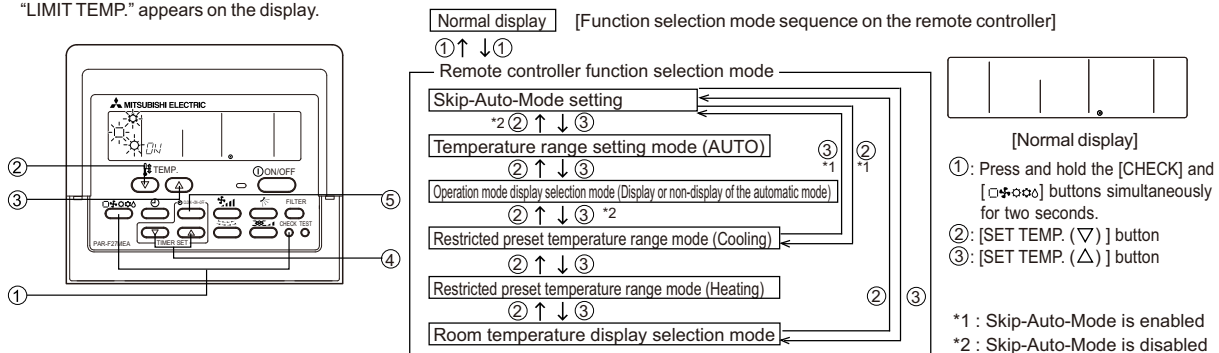 “LIMIT TEMP.” appears on the display.
MITSUBISHI ELECTRIC
ON
TEMP.
ON/OFF
FILTER
CHECK TEST
PAR-F27MEA
TIMER SET
②
③
①
⑤
④
Normal display [Function selection mode sequence on the remote controller]
①↑ ↓①
Remote controller function selection mode
Skip-Auto-Mode setting
*2 ② ↑ ↓ ③
Temperature range setting mode (AUTO)
② ↑ ↓ ③
Operation mode display selection mode (Display or non-display of the automatic mode)
② ↑ ↓ ③ *2
Restricted preset temperature range mode (Cooling)
② ↑ ↓ ③
Restricted preset temperature range mode (Heating)
② ↑ ↓ ③
Room temperature display selection mode
③ ②
*1 *1
② ③
[Normal display]
①: Press and hold the [CHECK] and
[ ] buttons simultaneously
for two seconds.
②: [SET TEMP. (▽) ] button
③: [SET TEMP. (△) ] button
*1 : Skip-Auto-Mode is enabled
*2 : Skip-Auto-Mode is disabled